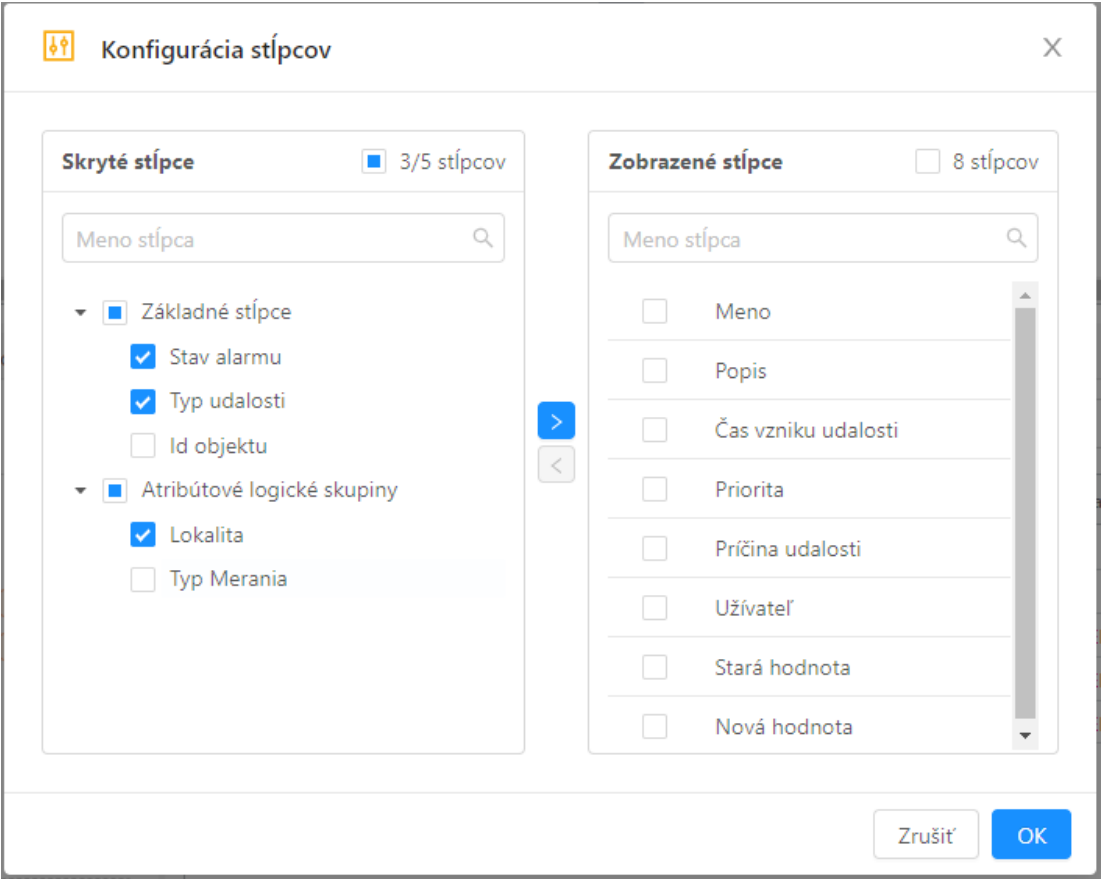 Konfigurácia stĺpcov
Skryté stĺpce
3/5 stĺpcov
Meno stĺpca
Základné stĺpce
Stav alarmu
Typ udalosti
Id objektu
Atribútové logické skupiny
Lokalita
Typ Merania
Zobrazené stĺpce
8 stĺpcov
Meno stĺpca
Meno
Popis
Čas vzniku udalosti
Priorita
Príčina udalosti
Užívateľ
Stará hodnota
Nová hodnota
Zrušiť
OK